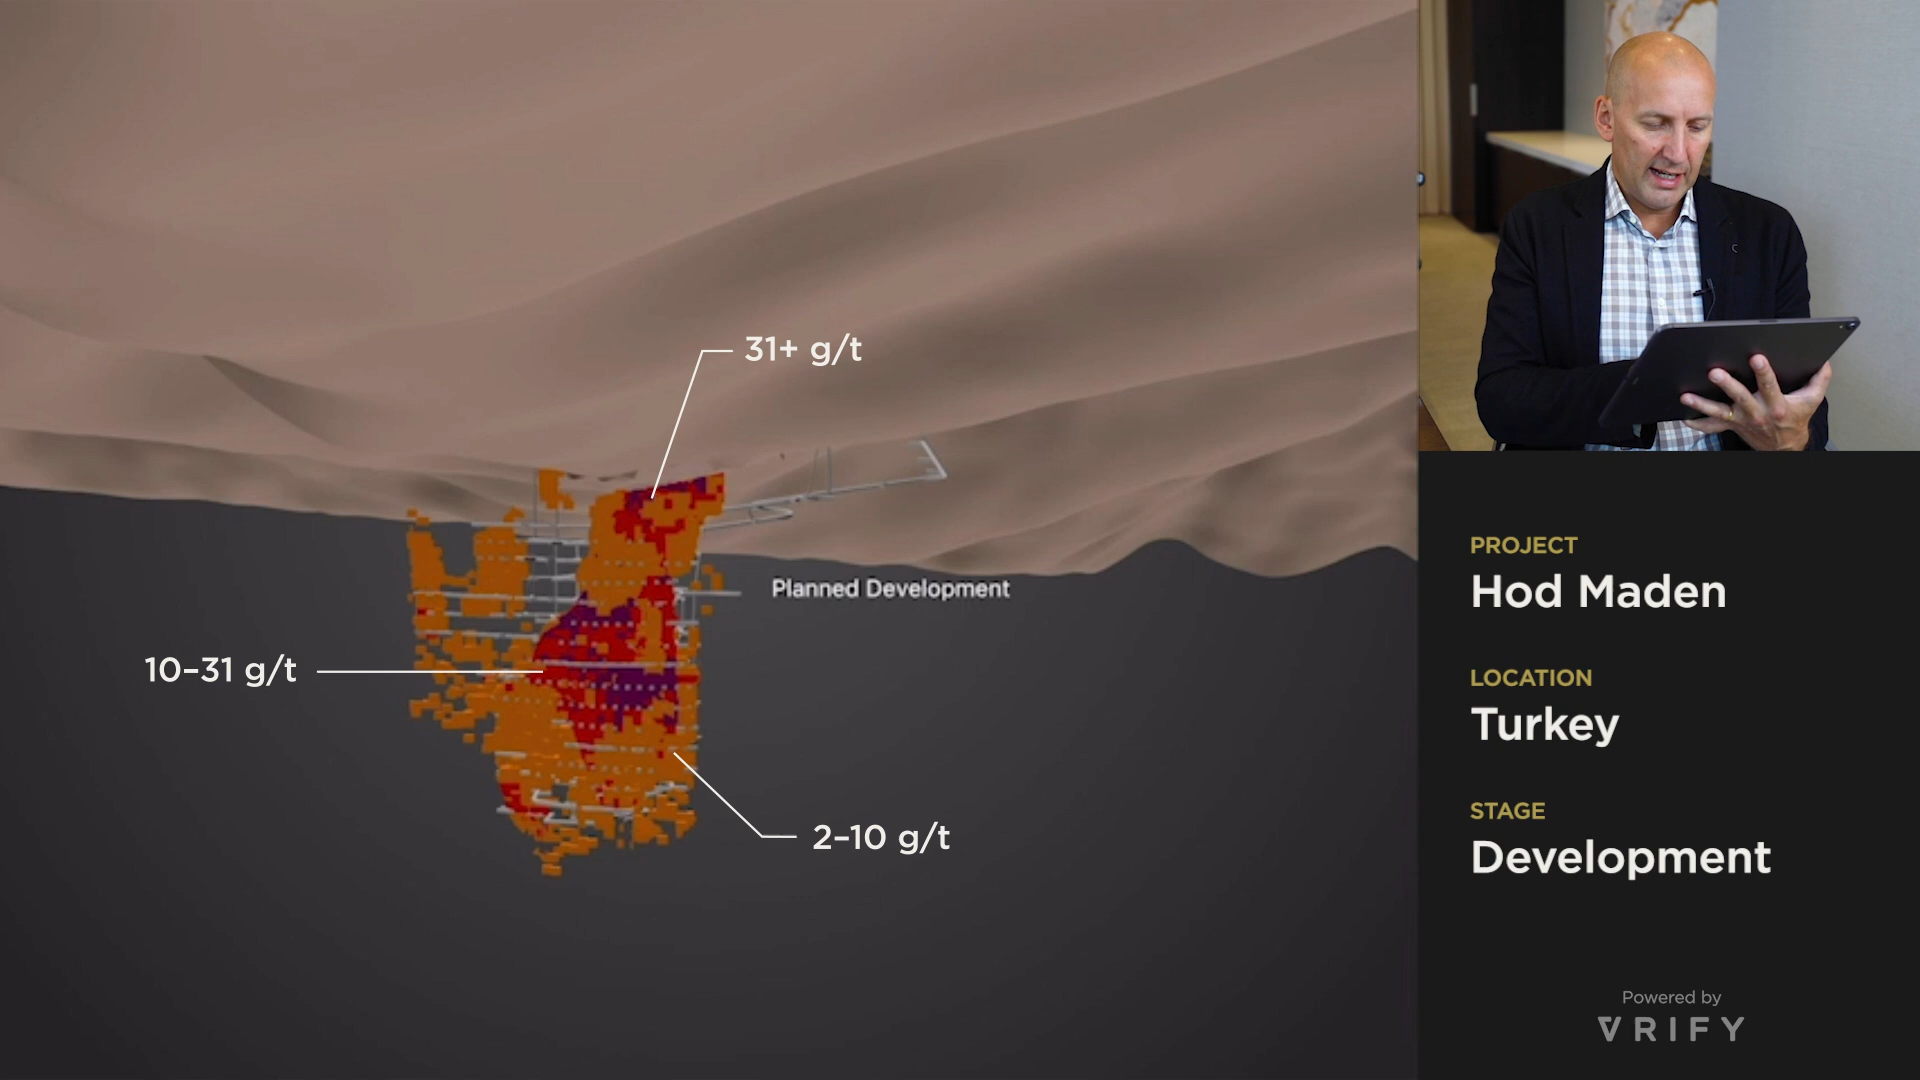 31+ g/t
Planned Development
10–31 g/t
2–10 g/t
PROJECT
Hod Maden
LOCATION
Turkey
STAGE
Development
Powered by
VRIFY